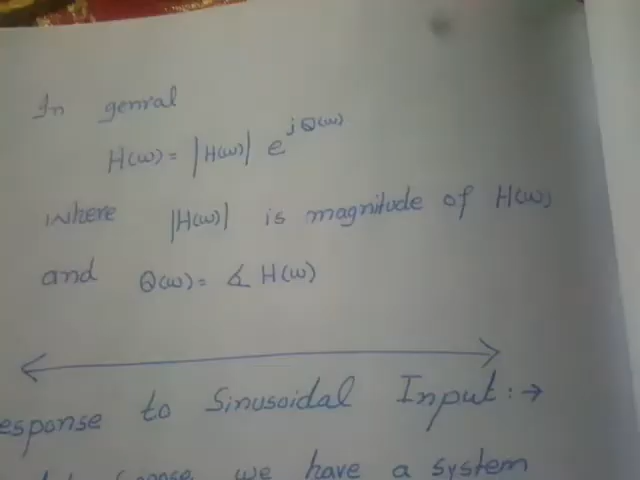 In genral
H(w) = |H(w)| e^{jθ(w)}
where |H(w)| is magnitude of H(w)
and θ(w) = ∡ H(w)
esponse to Sinusoidal Input :→
we have a system